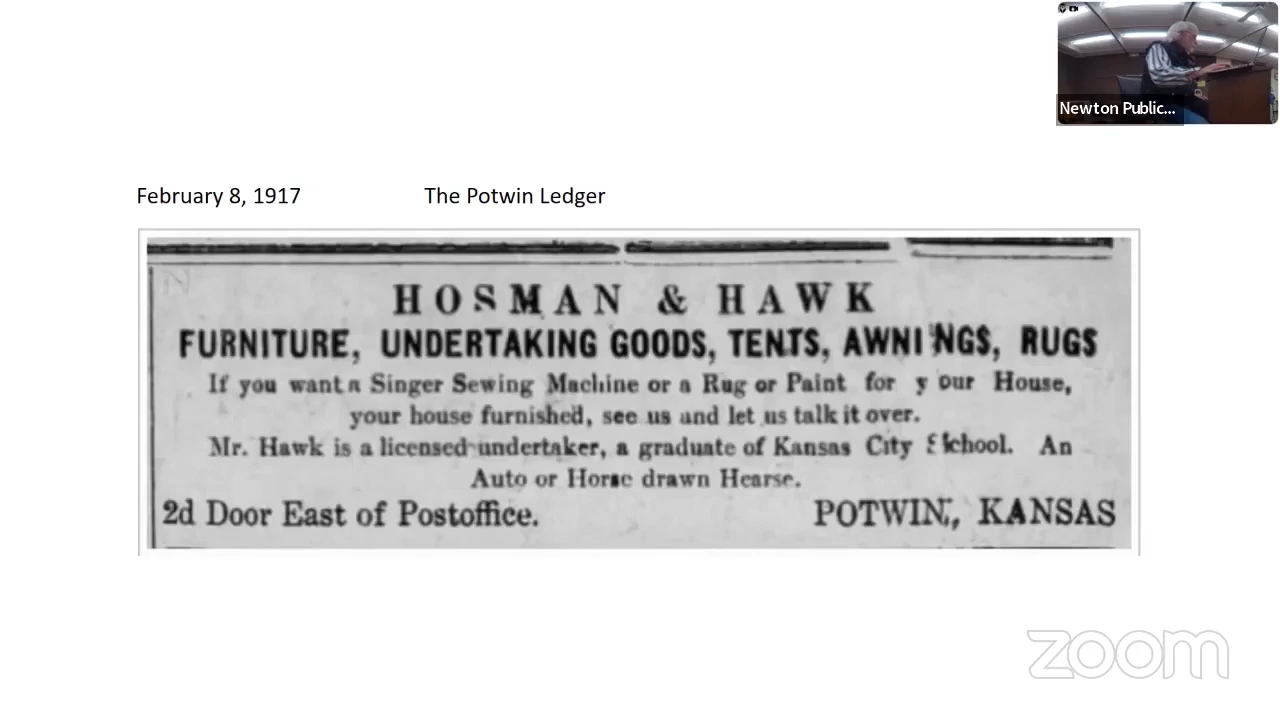 Newton Public...
February 8, 1917 The Potwin Ledger
HOSMAN & HAWK
FURNITURE, UNDERTAKING GOODS, TENTS, AWNINGS, RUGS
If you want a Singer Sewing Machine or a Rug or Paint for your House,
your house furnished, see us and let us talk it over.
Mr. Hawk is a licensed undertaker, a graduate of Kansas City School. An
Auto or Horse drawn Hearse.
2d Door East of Postoffice. POTWIN, KANSAS
zoom